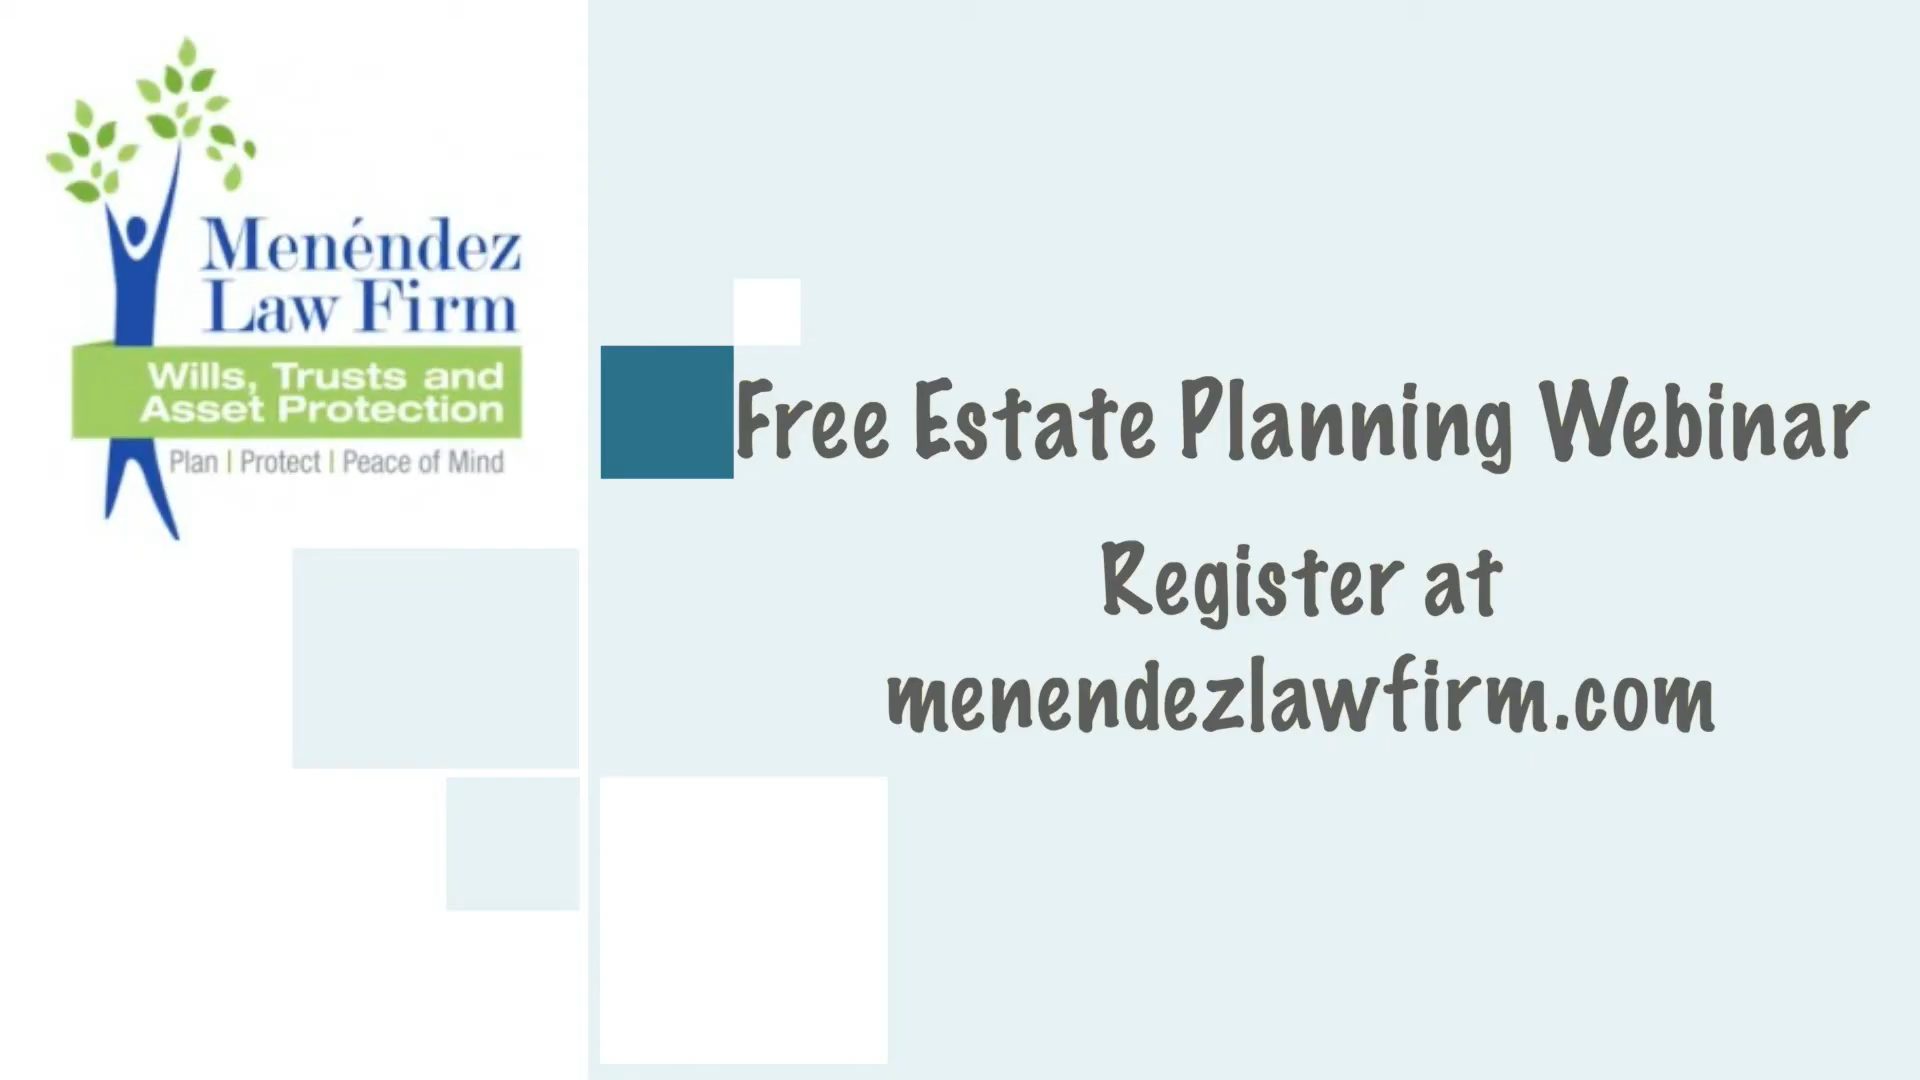 Menéndez
Law Firm
Wills, Trusts and
Asset Protection
Plan | Protect | Peace of Mind
Free Estate Planning Webinar
Register at
menendezlawfirm.com